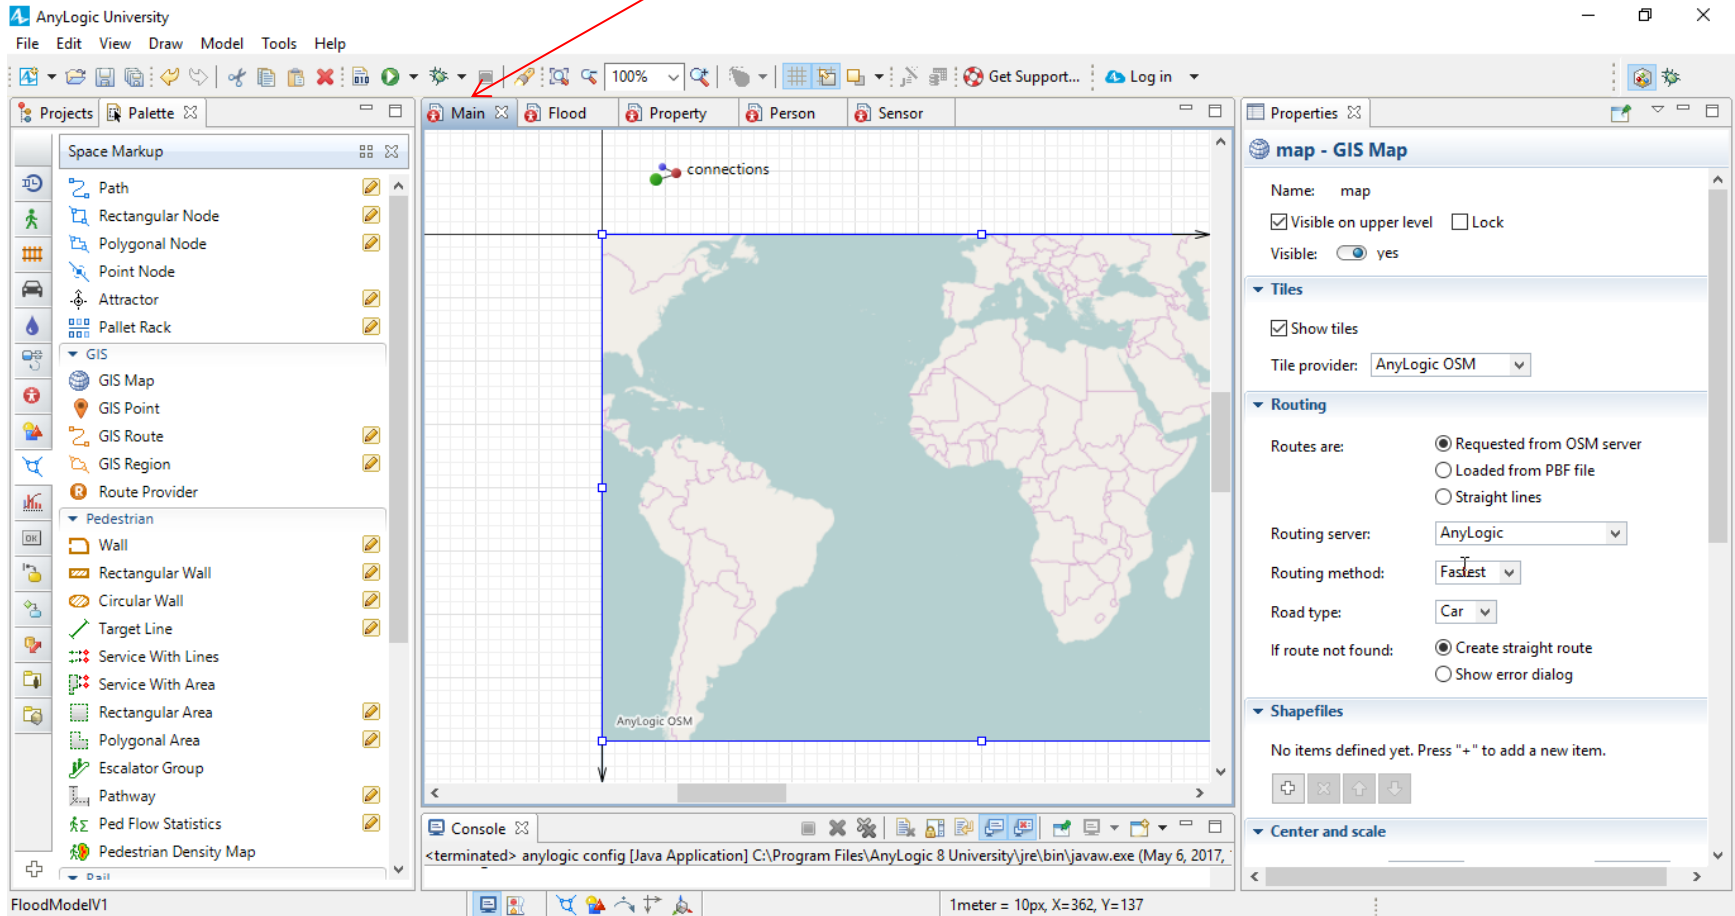 AnyLogic University
File Edit View Draw Model Tools Help
100% Get Support... Log in
Projects Palette
Main Flood Property Person Sensor
Properties
Space Markup
Path
Rectangular Node
Polygonal Node
Point Node
Attractor
Pallet Rack
GIS
GIS Map
GIS Point
GIS Route
GIS Region
Route Provider
Pedestrian
Wall
Rectangular Wall
Circular Wall
Target Line
Service With Lines
Service With Area
Rectangular Area
Polygonal Area
Escalator Group
Pathway
Ped Flow Statistics
Pedestrian Density Map
Rail
connections
AnyLogic OSM
Console
<terminated> anylogic config [Java Application] C:\Program Files\AnyLogic 8 University\jre\bin\javaw.exe (May 6, 2017,
map - GIS Map
Name: map
Visible on upper level Lock
Visible: yes
Tiles
Show tiles
Tile provider: AnyLogic OSM
Routing
Routes are: Requested from OSM server
Loaded from PBF file
Straight lines
Routing server: AnyLogic
Routing method: Fastest
Road type: Car
If route not found: Create straight route
Show error dialog
Shapefiles
No items defined yet. Press "+" to add a new item.
Center and scale
FloodModelV1
1meter = 10px, X=362, Y=137